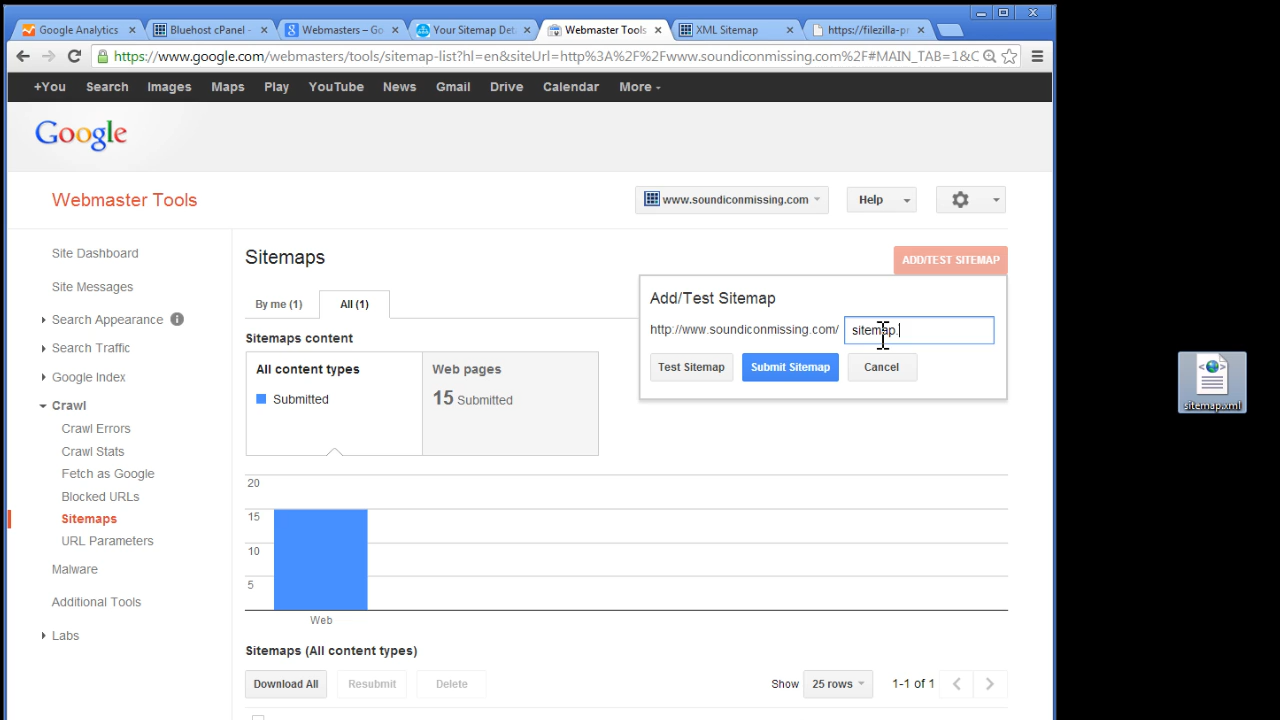 Google Analytics
Bluehost cPanel -
Webmasters – Go
Your Sitemap Det
Webmaster Tools
XML Sitemap
https://filezilla-pr
https://www.google.com/webmasters/tools/sitemap-list?hl=en&siteUrl=http%3A%2F%2Fwww.soundiconmissing.com%2F#MAIN_TAB=1&C
+You Search Images Maps Play YouTube News Gmail Drive Calendar More
Google
Webmaster Tools
www.soundiconmissing.com
Help
Site Dashboard
Site Messages
Search Appearance
Search Traffic
Google Index
Crawl
Crawl Errors
Crawl Stats
Fetch as Google
Blocked URLs
Sitemaps
URL Parameters
Malware
Additional Tools
Labs
Sitemaps
ADD/TEST SITEMAP
By me (1)
All (1)
Add/Test Sitemap
http://www.soundiconmissing.com/
sitemap.
Test Sitemap
Submit Sitemap
Cancel
Sitemaps content
All content types
Submitted
Web pages
15 Submitted
20
15
10
5
Web
Sitemaps (All content types)
Download All
Resubmit
Delete
Show
25 rows
1-1 of 1
sitemap.xml